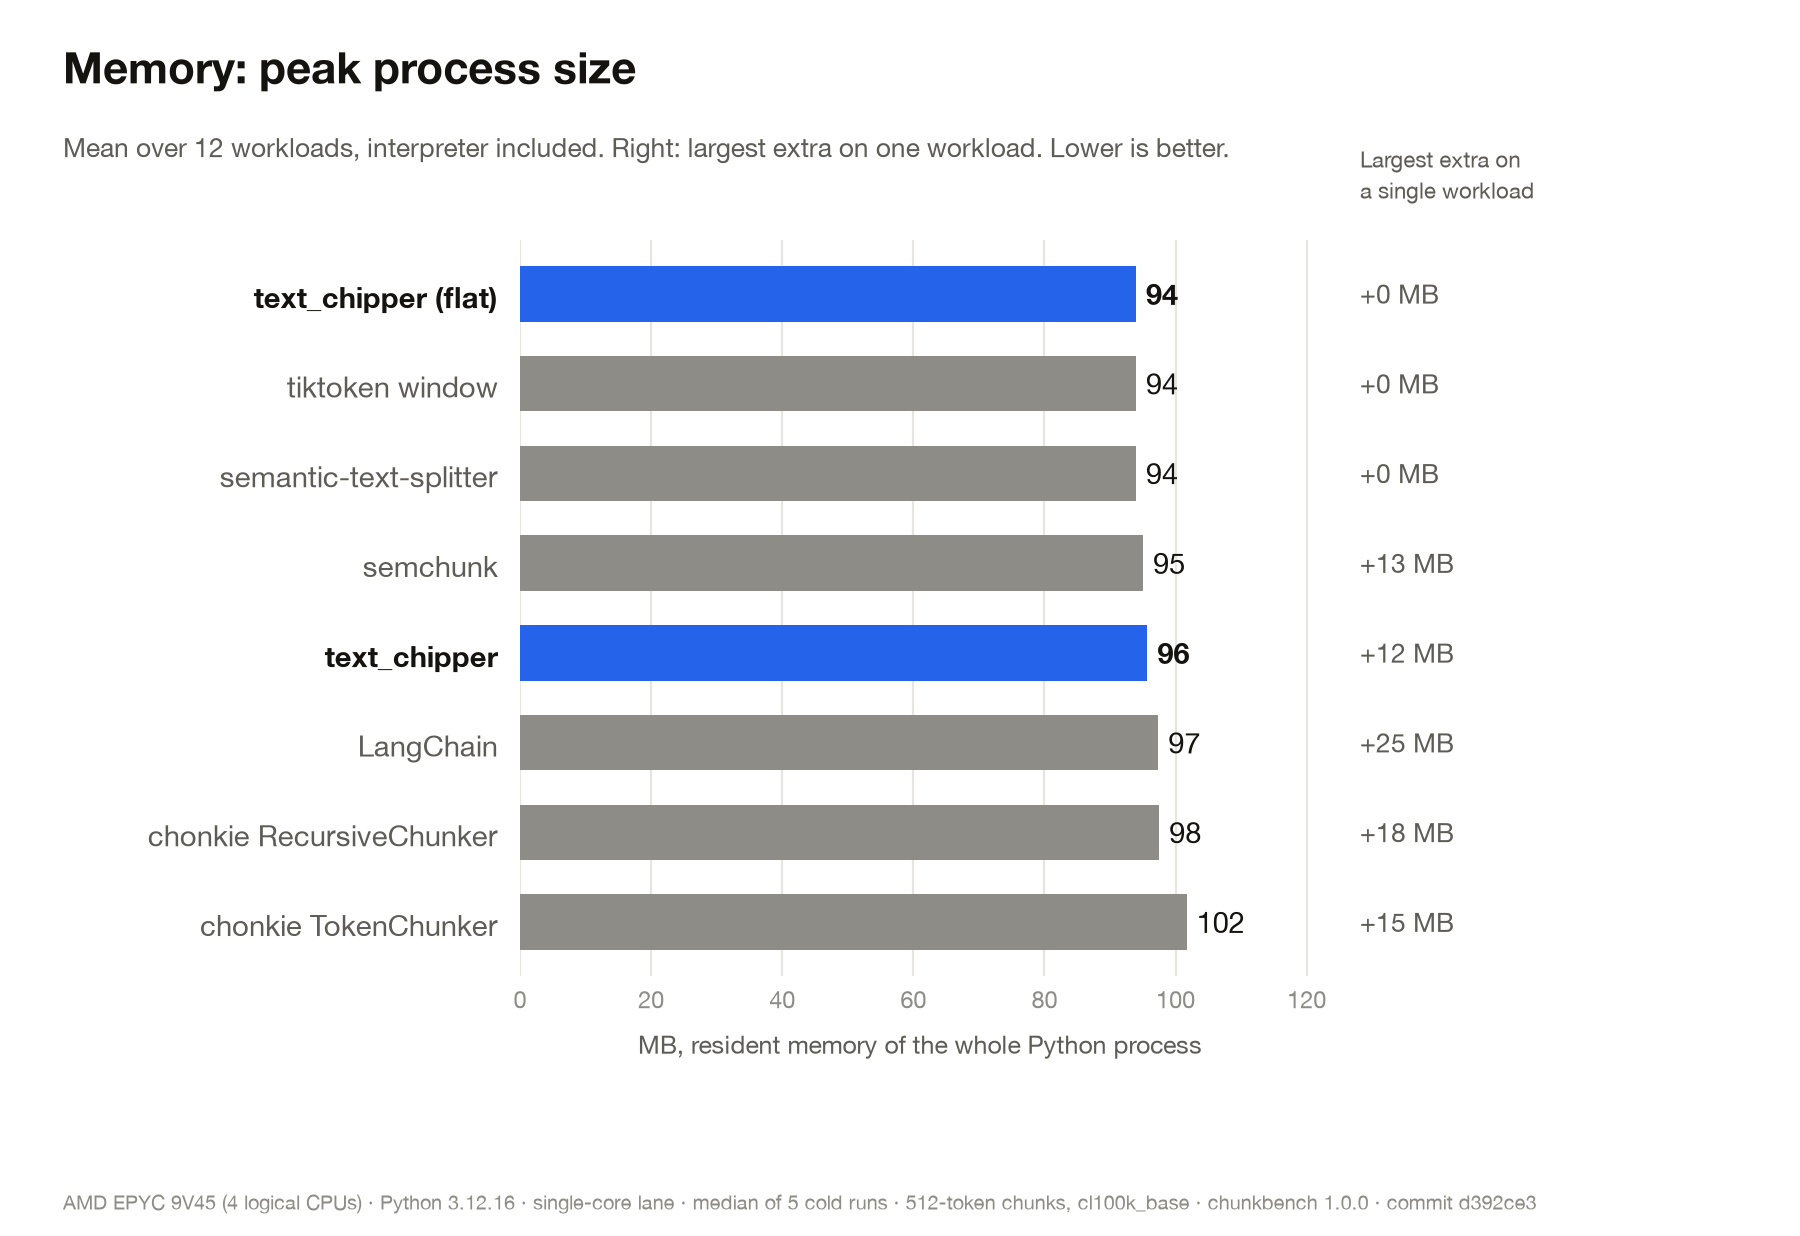 Memory: peak process size
Mean over 12 workloads, interpreter included. Right: largest extra on one workload. Lower is better.
Largest extra on
a single workload
text_chipper (flat) 94 +0 MB
tiktoken window 94 +0 MB
semantic-text-splitter 94 +0 MB
semchunk 95 +13 MB
text_chipper 96 +12 MB
LangChain 97 +25 MB
chonkie RecursiveChunker 98 +18 MB
chonkie TokenChunker 102 +15 MB
0 20 40 60 80 100 120
MB, resident memory of the whole Python process
AMD EPYC 9V45 (4 logical CPUs) · Python 3.12.16 · single-core lane · median of 5 cold runs · 512-token chunks, cl100k_base · chunkbench 1.0.0 · commit d392ce3